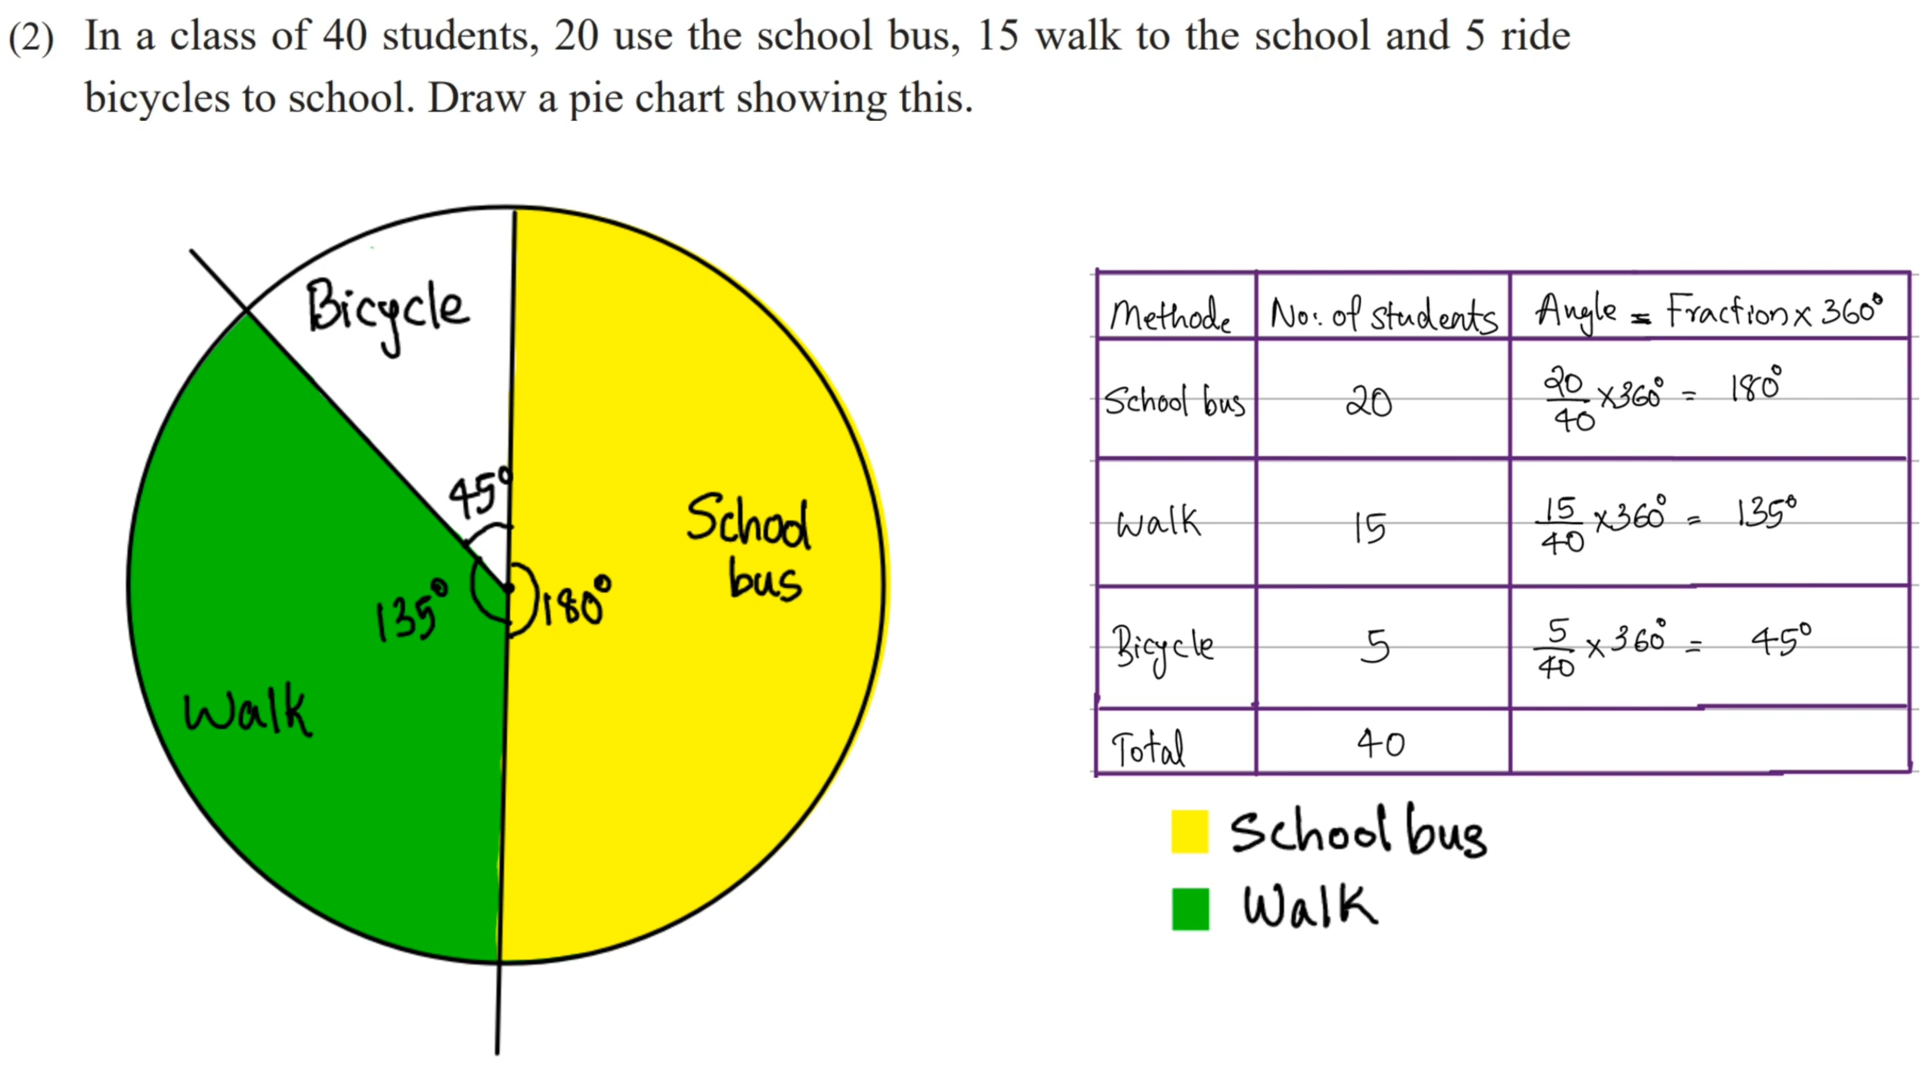 (2) In a class of 40 students, 20 use the school bus, 15 walk to the school and 5 ride
bicycles to school. Draw a pie chart showing this.
Bicycle
45°
School
bus
180°
135°
Walk
Methode No: of students Angle = Fraction x 360°
School bus 20 20/40 x 360° = 180°
Walk 15 15/40 x 360° = 135°
Bicycle 5 5/40 x 360° = 45°
Total 40
School bus
Walk